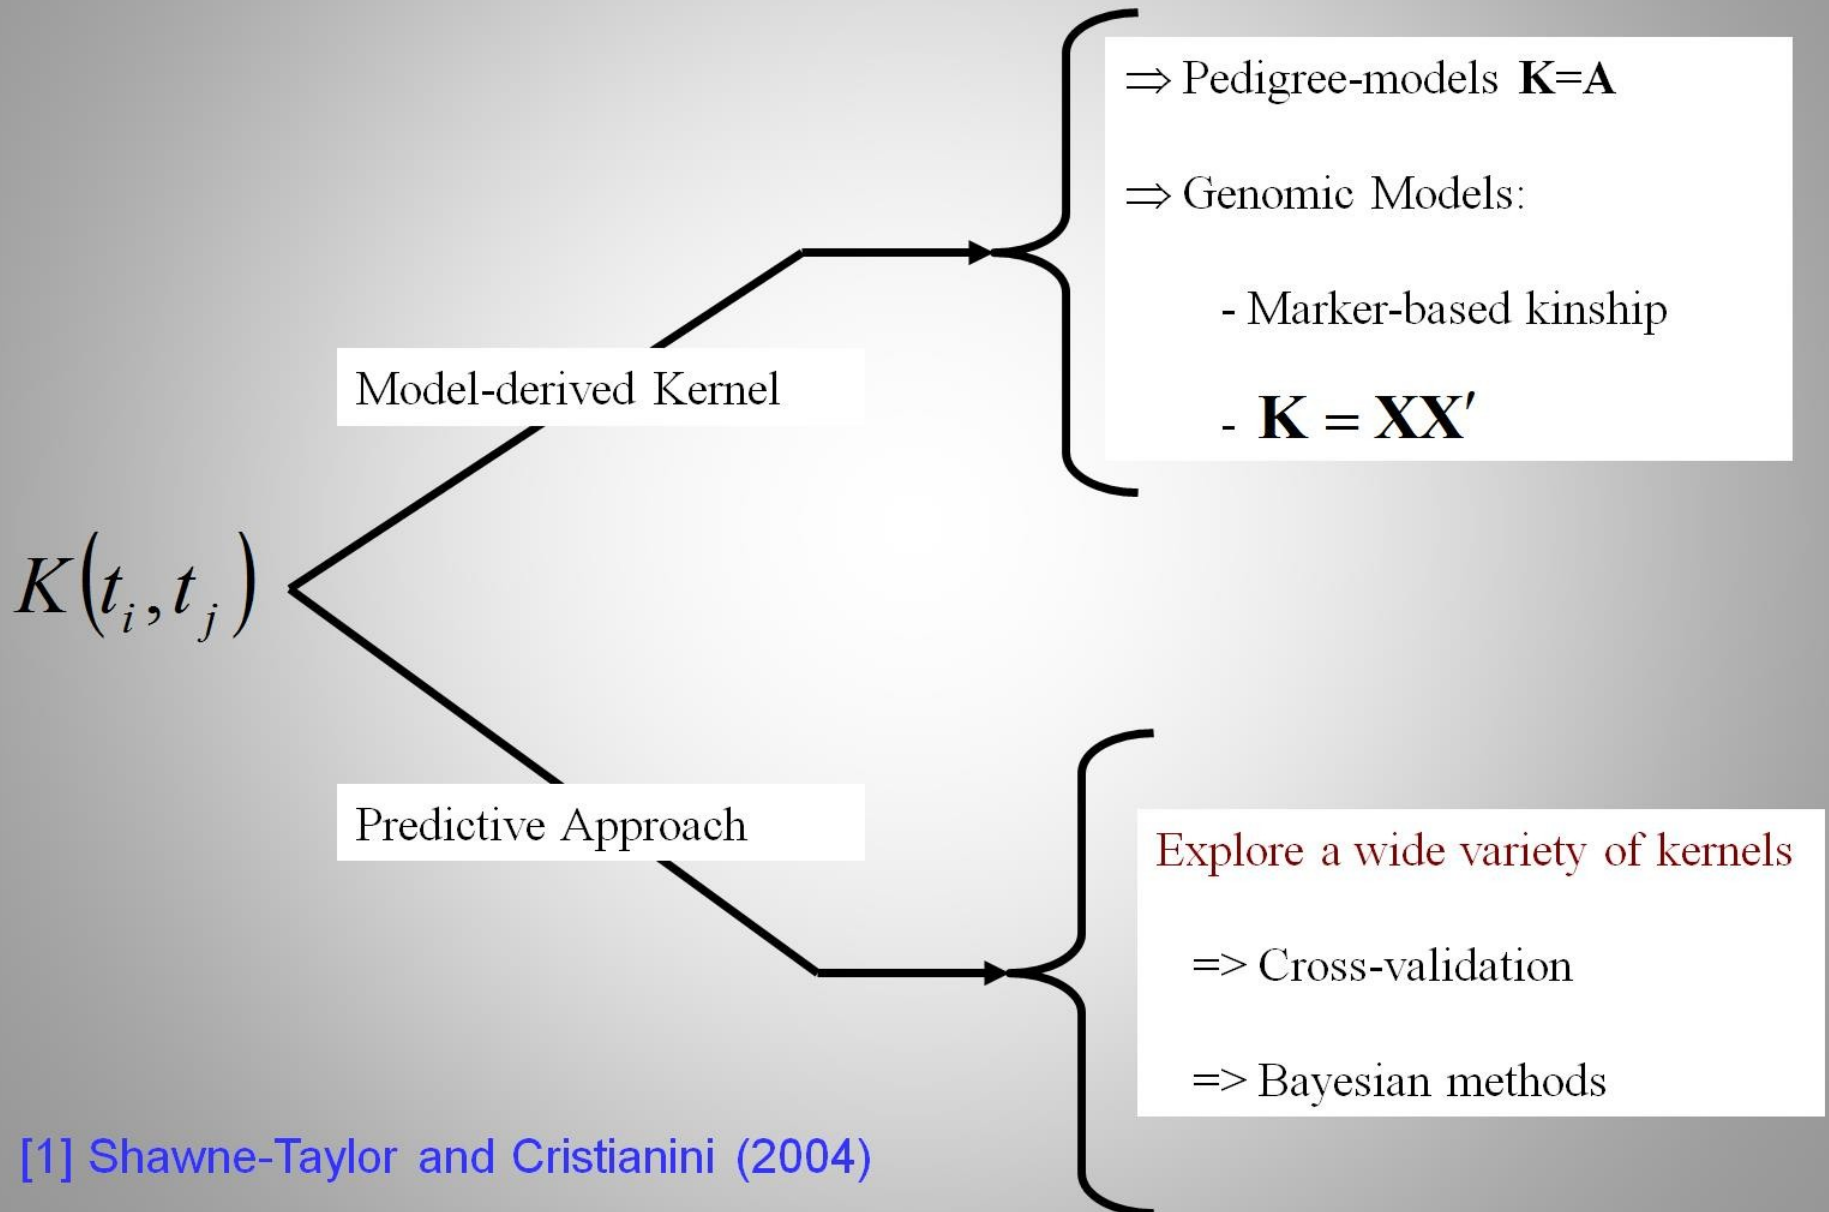 ⇒ Pedigree-models K=A
⇒ Genomic Models:
- Marker-based kinship
- K = XX′
Model-derived Kernel
K(t_i, t_j)
Predictive Approach
Explore a wide variety of kernels
=> Cross-validation
=> Bayesian methods
[1] Shawne-Taylor and Cristianini (2004)